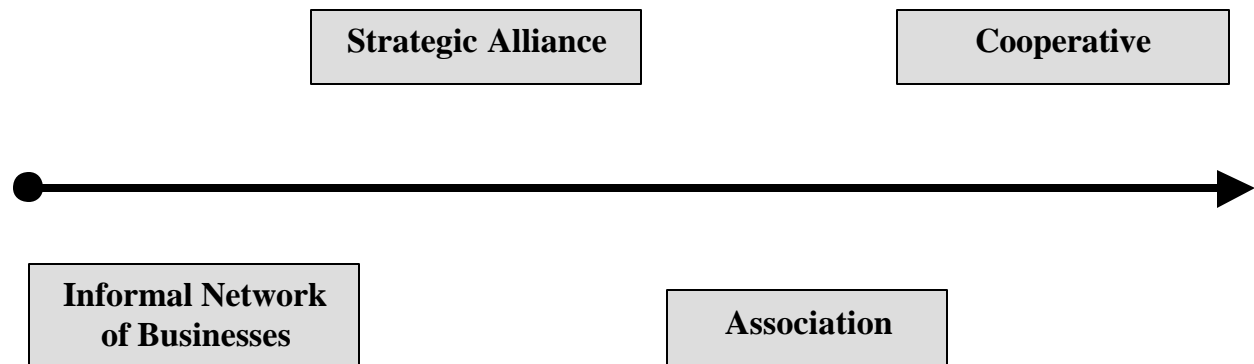 Strategic Alliance
Cooperative
Informal Network
of Businesses
Association